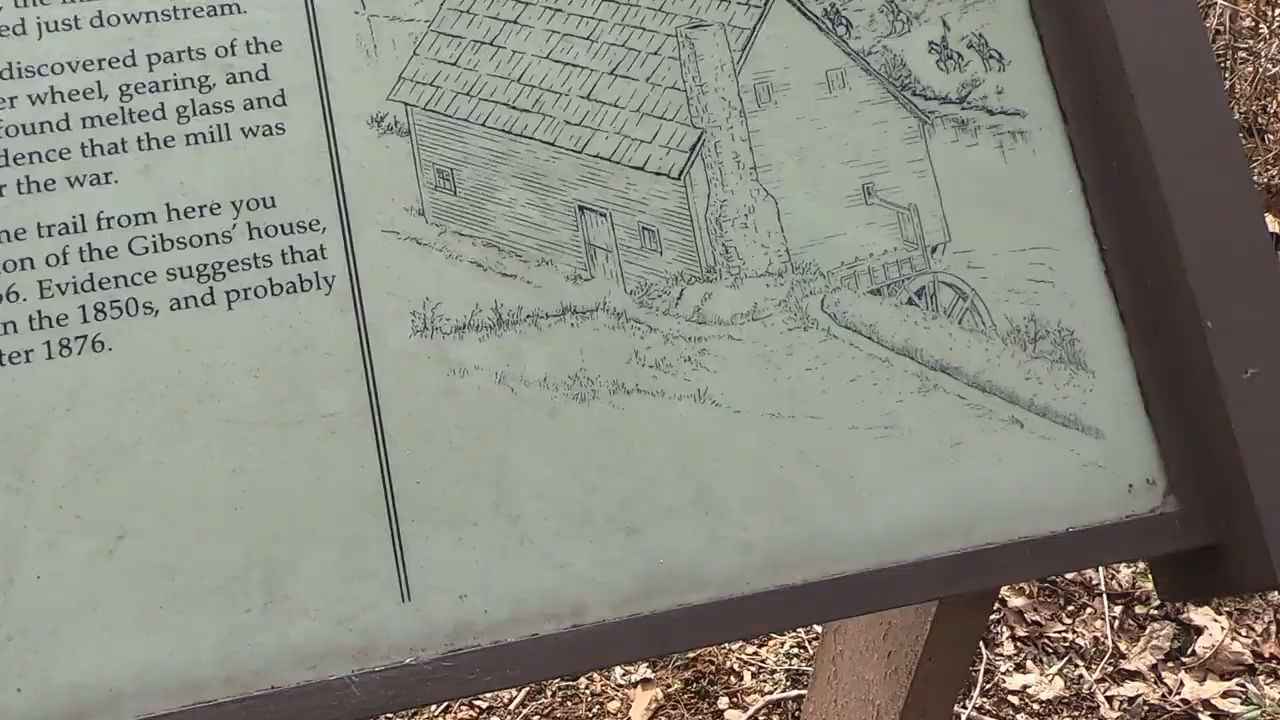 ed just downstream.
discovered parts of the
er wheel, gearing, and
found melted glass and
dence that the mill was
r the war.
ne trail from here you
on of the Gibsons' house,
6. Evidence suggests that
n the 1850s, and probably
ter 1876.